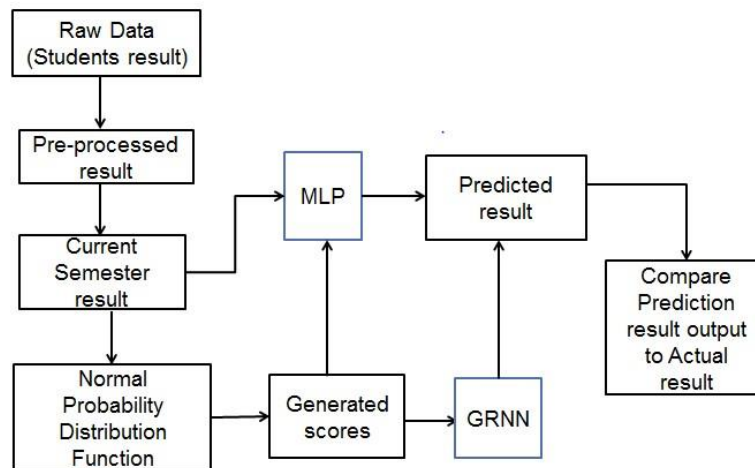 Raw Data
(Students result)
Pre-processed
result
Current
Semester
result
Normal
Probability
Distribution
Function
MLP
Generated
scores
Predicted
result
GRNN
Compare
Prediction
result output
to Actual
result